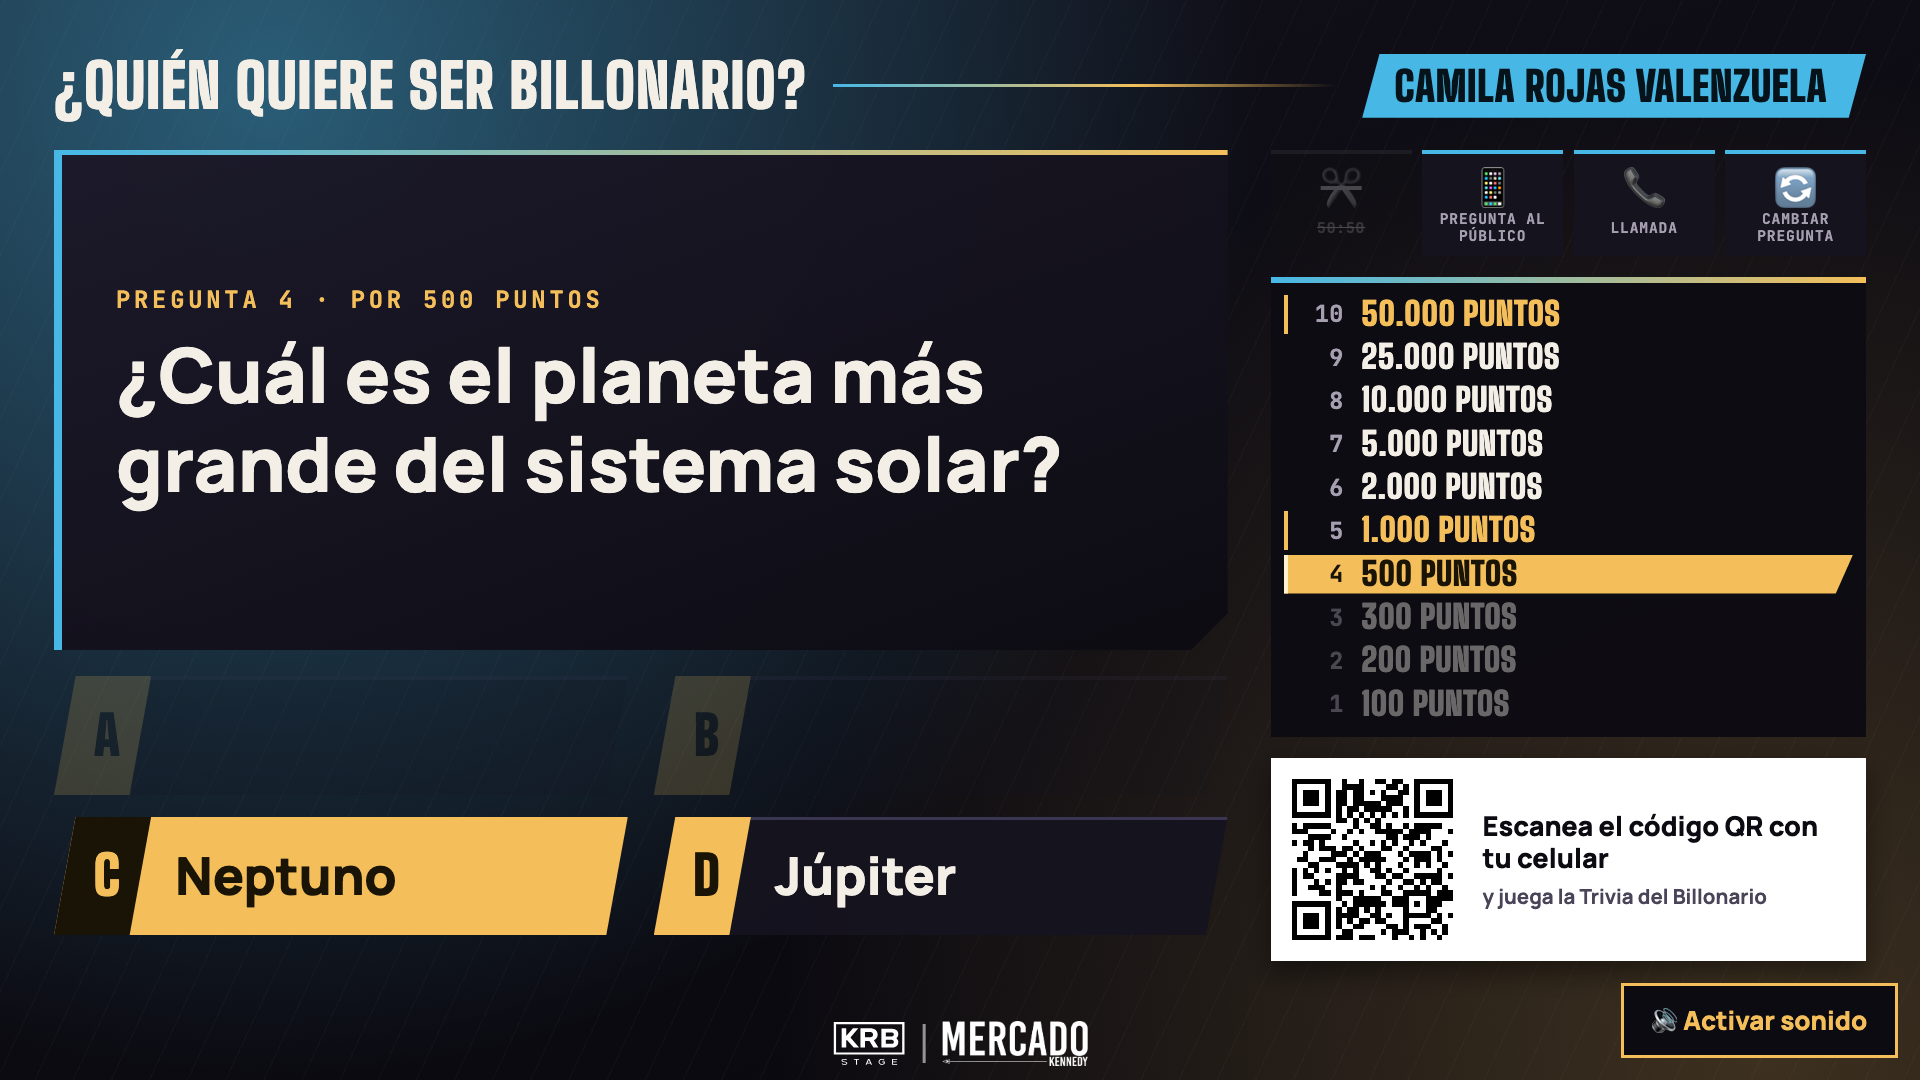 ¿QUIÉN QUIERE SER BILLONARIO?
CAMILA ROJAS VALENZUELA
PREGUNTA 4 · POR 500 PUNTOS
¿Cuál es el planeta más
grande del sistema solar?
A
B
C Neptuno
D Júpiter
50:50
PREGUNTA AL
PÚBLICO
LLAMADA
CAMBIAR
PREGUNTA
10 50.000 PUNTOS
9 25.000 PUNTOS
8 10.000 PUNTOS
7 5.000 PUNTOS
6 2.000 PUNTOS
5 1.000 PUNTOS
4 500 PUNTOS
3 300 PUNTOS
2 200 PUNTOS
1 100 PUNTOS
Escanea el código QR con
tu celular
y juega la Trivia del Billonario
Activar sonido
KRB
STAGE
MERCADO
KENNEDY